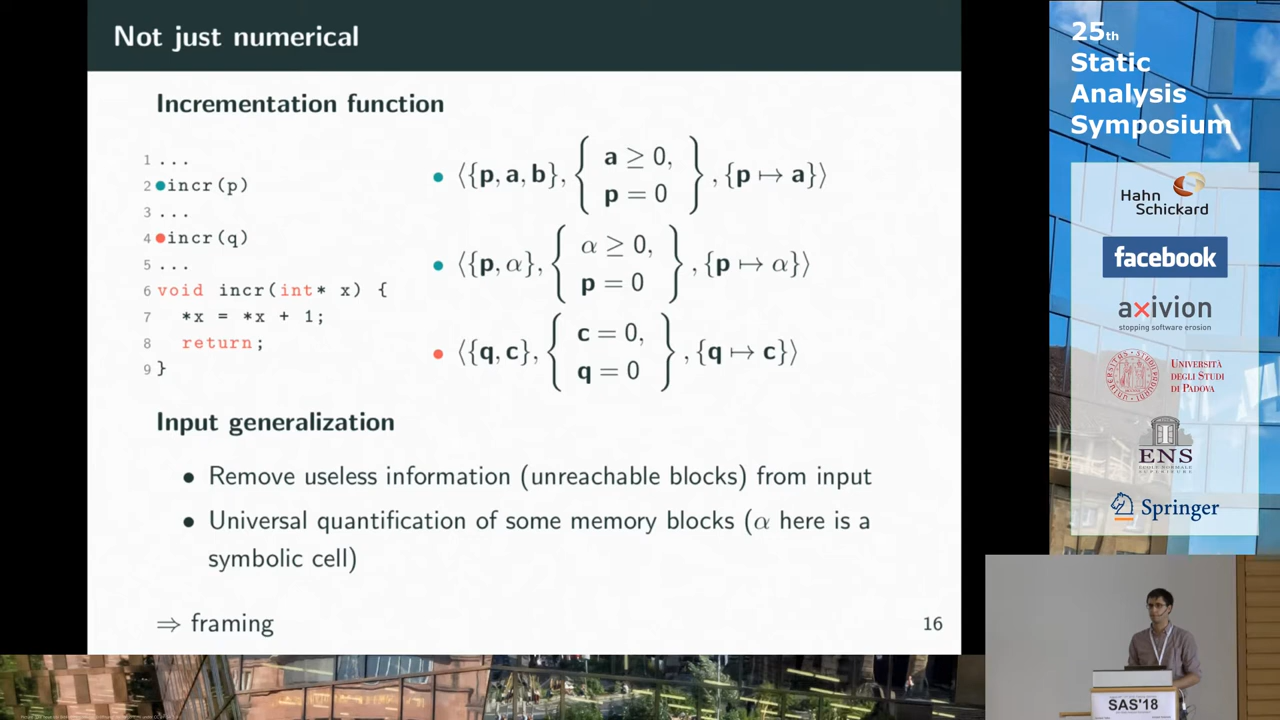 Not just numerical
Incrementation function
1 ...
2 ●incr(p)
3 ...
4 ●incr(q)
5 ...
6 void incr(int* x) {
7 *x = *x + 1;
8 return;
9 }
• ⟨{p, a, b}, { a ≥ 0, p = 0 }, {p ↦ a}⟩
• ⟨{p, α}, { α ≥ 0, p = 0 }, {p ↦ α}⟩
• ⟨{q, c}, { c = 0, q = 0 }, {q ↦ c}⟩
Input generalization
• Remove useless information (unreachable blocks) from input
• Universal quantification of some memory blocks (α here is a
symbolic cell)
⇒ framing
16
25th
Static
Analysis
Symposium
Hahn
Schickard
facebook
axivion
stopping software erosion
UNIVERSITÀ
DEGLI STUDI
DI PADOVA
ENS
Springer
SAS'18